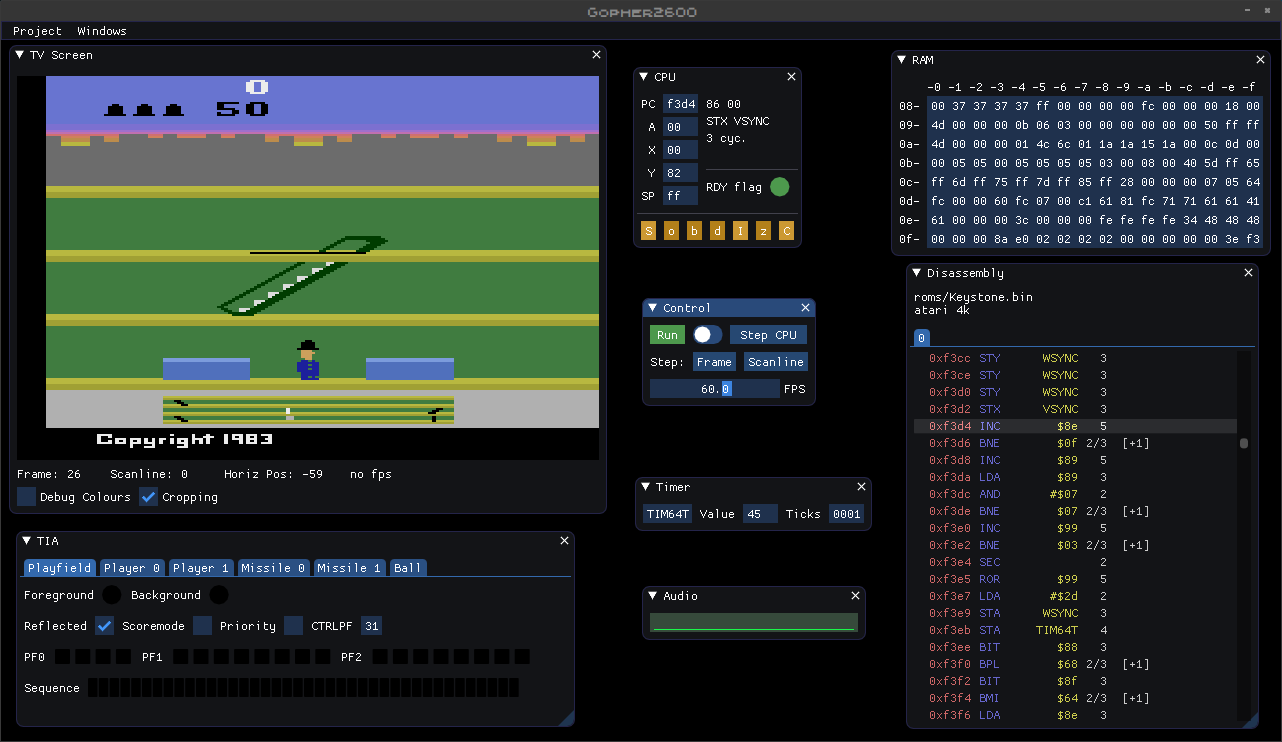 Gopher2600
Project Windows
TV Screen
0
50
Copyright 1983
Frame: 26 Scanline: 0 Horiz Pos: -59 no fps
Debug Colours Cropping
TIA
Playfield Player 0 Player 1 Missile 0 Missile 1 Ball
Foreground Background
Reflected Scoremode Priority CTRLPF 31
PF0 PF1 PF2
Sequence
CPU
PC f3d4 86 00
A 00 STX VSYNC
X 00 3 cyc.
Y 82
SP ff RDY flag
S o b d I z C
Control
Run Step CPU
Step: Frame Scanline
60.0 FPS
Timer
TIM64T Value 45 Ticks 0001
Audio
RAM
-0 -1 -2 -3 -4 -5 -6 -7 -8 -9 -a -b -c -d -e -f
08- 00 37 37 37 37 ff 00 00 00 00 fc 00 00 00 18 00
09- 4d 00 00 00 0b 06 03 00 00 00 00 00 00 50 ff ff
0a- 4d 00 00 00 01 4c 6c 01 1a 1a 15 1a 00 0c 0d 00
0b- 00 05 05 00 05 05 05 05 03 00 08 00 40 5d ff 65
0c- ff 6d ff 75 ff 7d ff 85 ff 28 00 00 00 07 05 64
0d- fc 00 00 60 fc 07 00 c1 61 81 fc 71 71 61 61 41
0e- 61 00 00 00 3c 00 00 00 fe fe fe fe 34 48 48 48
0f- 00 00 00 8a e0 02 02 02 02 00 00 00 00 00 3e f3
Disassembly
roms/Keystone.bin
atari 4k
0
0xf3cc STY WSYNC 3
0xf3ce STY WSYNC 3
0xf3d0 STY WSYNC 3
0xf3d2 STX VSYNC 3
0xf3d4 INC $8e 5
0xf3d6 BNE $0f 2/3 [+1]
0xf3d8 INC $89 5
0xf3da LDA $89 3
0xf3dc AND #$07 2
0xf3de BNE $07 2/3 [+1]
0xf3e0 INC $99 5
0xf3e2 BNE $03 2/3 [+1]
0xf3e4 SEC 2
0xf3e5 ROR $99 5
0xf3e7 LDA #$2d 2
0xf3e9 STA WSYNC 3
0xf3eb STA TIM64T 4
0xf3ee BIT $88 3
0xf3f0 BPL $68 2/3 [+1]
0xf3f2 BIT $8f 3
0xf3f4 BMI $64 2/3 [+1]
0xf3f6 LDA $8e 3